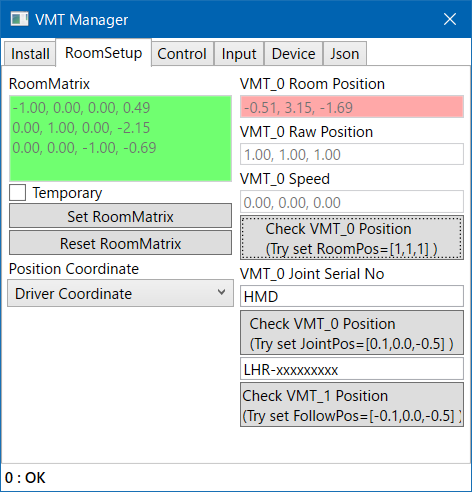 VMT Manager
Install RoomSetup Control Input Device Json
RoomMatrix
-1.00, 0.00, 0.00, 0.49
0.00, 1.00, 0.00, -2.15
0.00, 0.00, -1.00, -0.69
Temporary
Set RoomMatrix
Reset RoomMatrix
Position Coordinate
Driver Coordinate
VMT_0 Room Position
-0.51, 3.15, -1.69
VMT_0 Raw Position
1.00, 1.00, 1.00
VMT_0 Speed
0.00, 0.00, 0.00
Check VMT_0 Position
(Try set RoomPos=[1,1,1] )
VMT_0 Joint Serial No
HMD
Check VMT_0 Position
(Try set JointPos=[0.1,0.0,-0.5] )
LHR-xxxxxxxxx
Check VMT_1 Position
(Try set FollowPos=[-0.1,0.0,-0.5] )
0 : OK